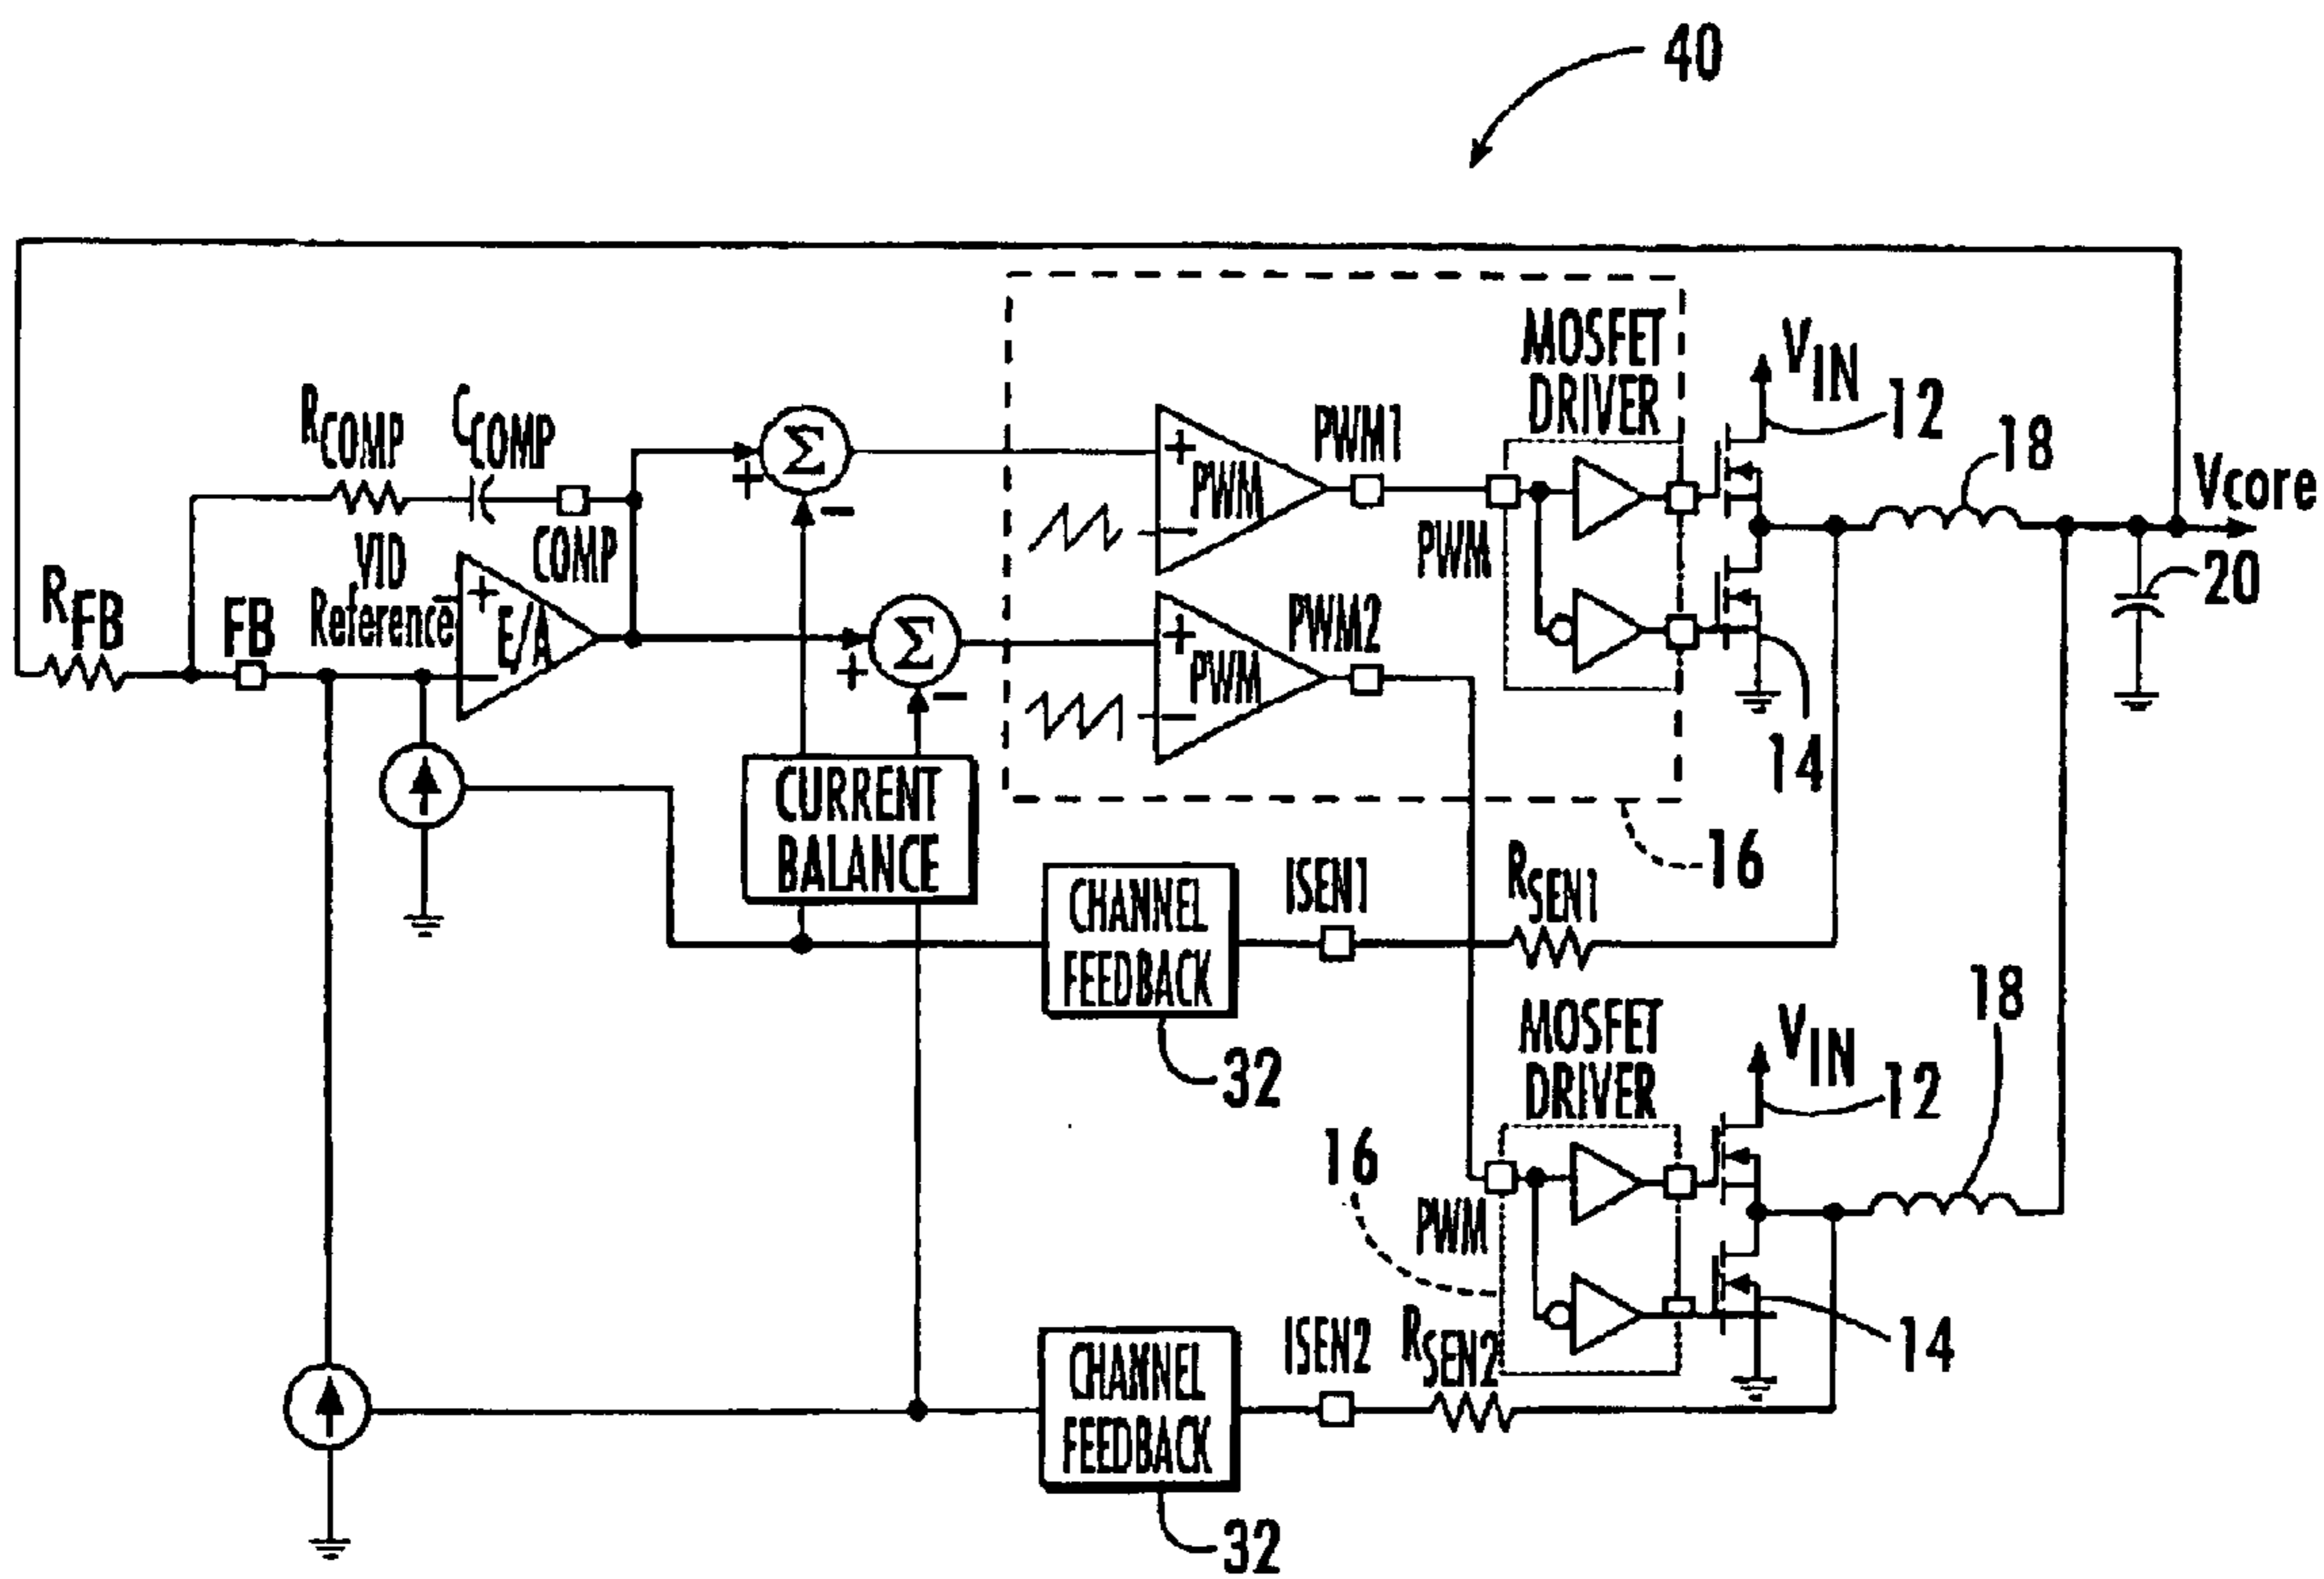 40
MOSFET
DRIVER
VIN
12
18
Vcore
20
14
16
RCOMP
CCOMP
COMP
VID
Reference
RFB
FB
+
E/A
−
Σ
+
−
Σ
+
−
+
PWM
−
PWM1
PWM
+
PWM
−
PWM2
CURRENT
BALANCE
CHANNEL
FEEDBACK
32
ISEN1
RSEN1
MOSFET
DRIVER
VIN
12
18
16
PWM
14
CHANNEL
FEEDBACK
32
ISEN2
RSEN2